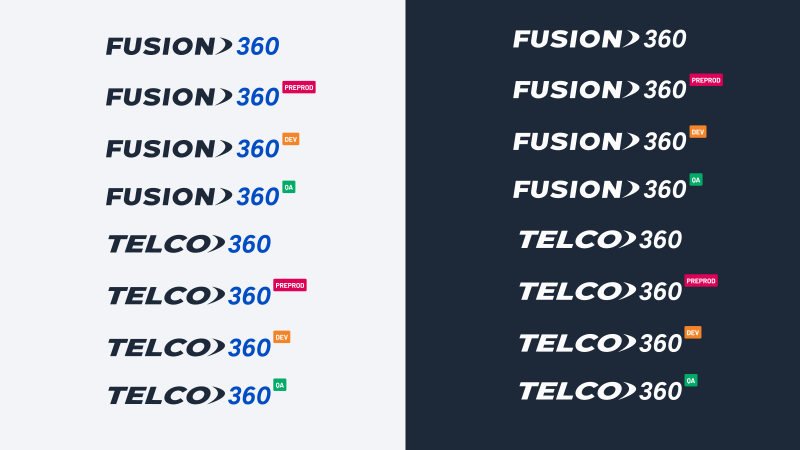 FUSION 360
FUSION 360 PREPROD
FUSION 360 DEV
FUSION 360 QA
TELCO 360
TELCO 360 PREPROD
TELCO 360 DEV
TELCO 360 QA
FUSION 360
FUSION 360 PREPROD
FUSION 360 DEV
FUSION 360 QA
TELCO 360
TELCO 360 PREPROD
TELCO 360 DEV
TELCO 360 QA